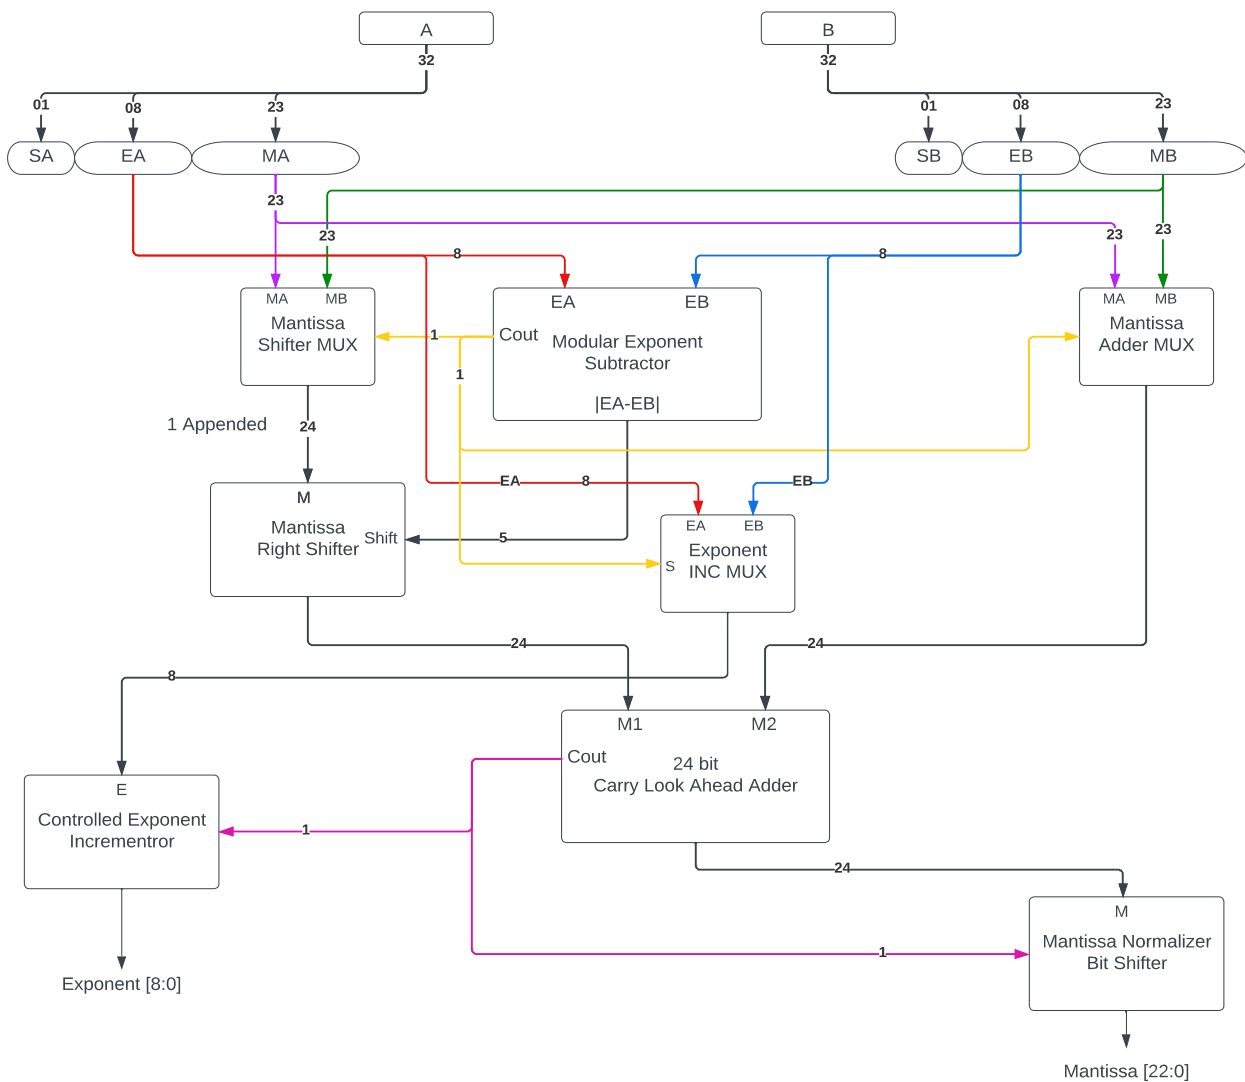 A
B
32
32
01
08
23
01
08
23
SA
EA
MA
SB
EB
MB
23
23
23
23
8
8
MA
MB
Mantissa
Shifter MUX
EA
EB
Cout
Modular Exponent
Subtractor
|EA-EB|
MA
MB
Mantissa
Adder MUX
1
1
1 Appended
24
EA
8
EB
M
Mantissa
Right Shifter
Shift
5
EA
EB
S
Exponent
INC MUX
24
24
8
M1
M2
Cout
24 bit
Carry Look Ahead Adder
E
Controlled Exponent
Incrementror
1
24
M
Mantissa Normalizer
Bit Shifter
1
Exponent [8:0]
Mantissa [22:0]